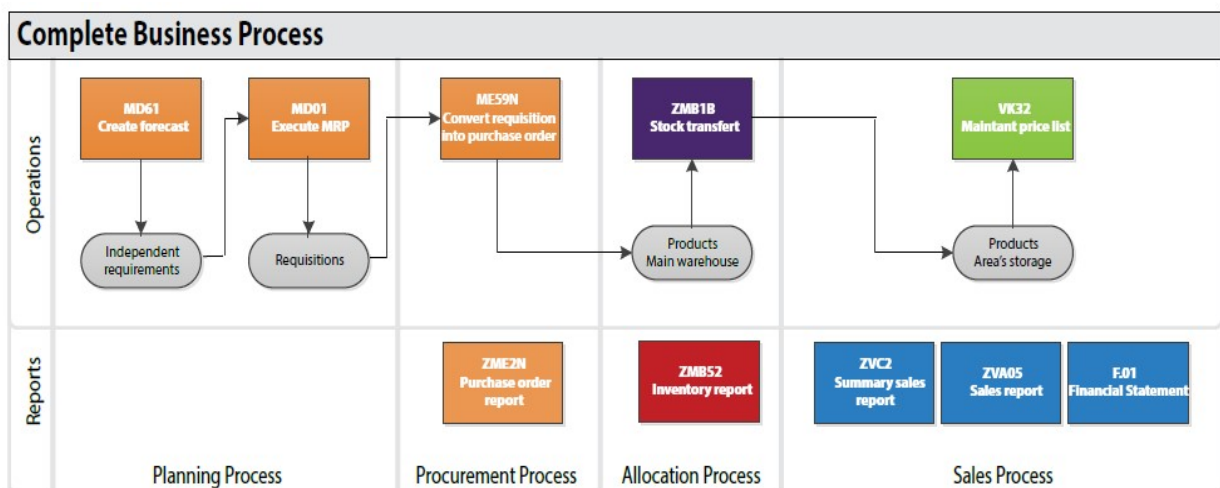 Complete Business Process
Operations
MD61
Create forecast
MD01
Execute MRP
ME59N
Convert requisition
into purchase order
ZMB1B
Stock transfert
VK32
Maintant price list
Independent
requirements
Requisitions
Products
Main warehouse
Products
Area's storage
Reports
ZME2N
Purchase order
report
ZMB52
Inventory report
ZVC2
Summary sales
report
ZVA05
Sales report
F.01
Financial Statement
Planning Process
Procurement Process
Allocation Process
Sales Process